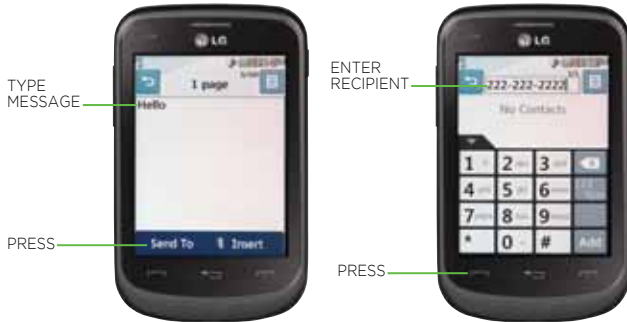 LG
TYPE
MESSAGE
1 page
Hello
PRESS
Send To Insert
LG
ENTER
RECIPIENT
222-222-2222
No Contacts
1 2 3
4 5 6
7 8 9
* 0 #
Add
PRESS